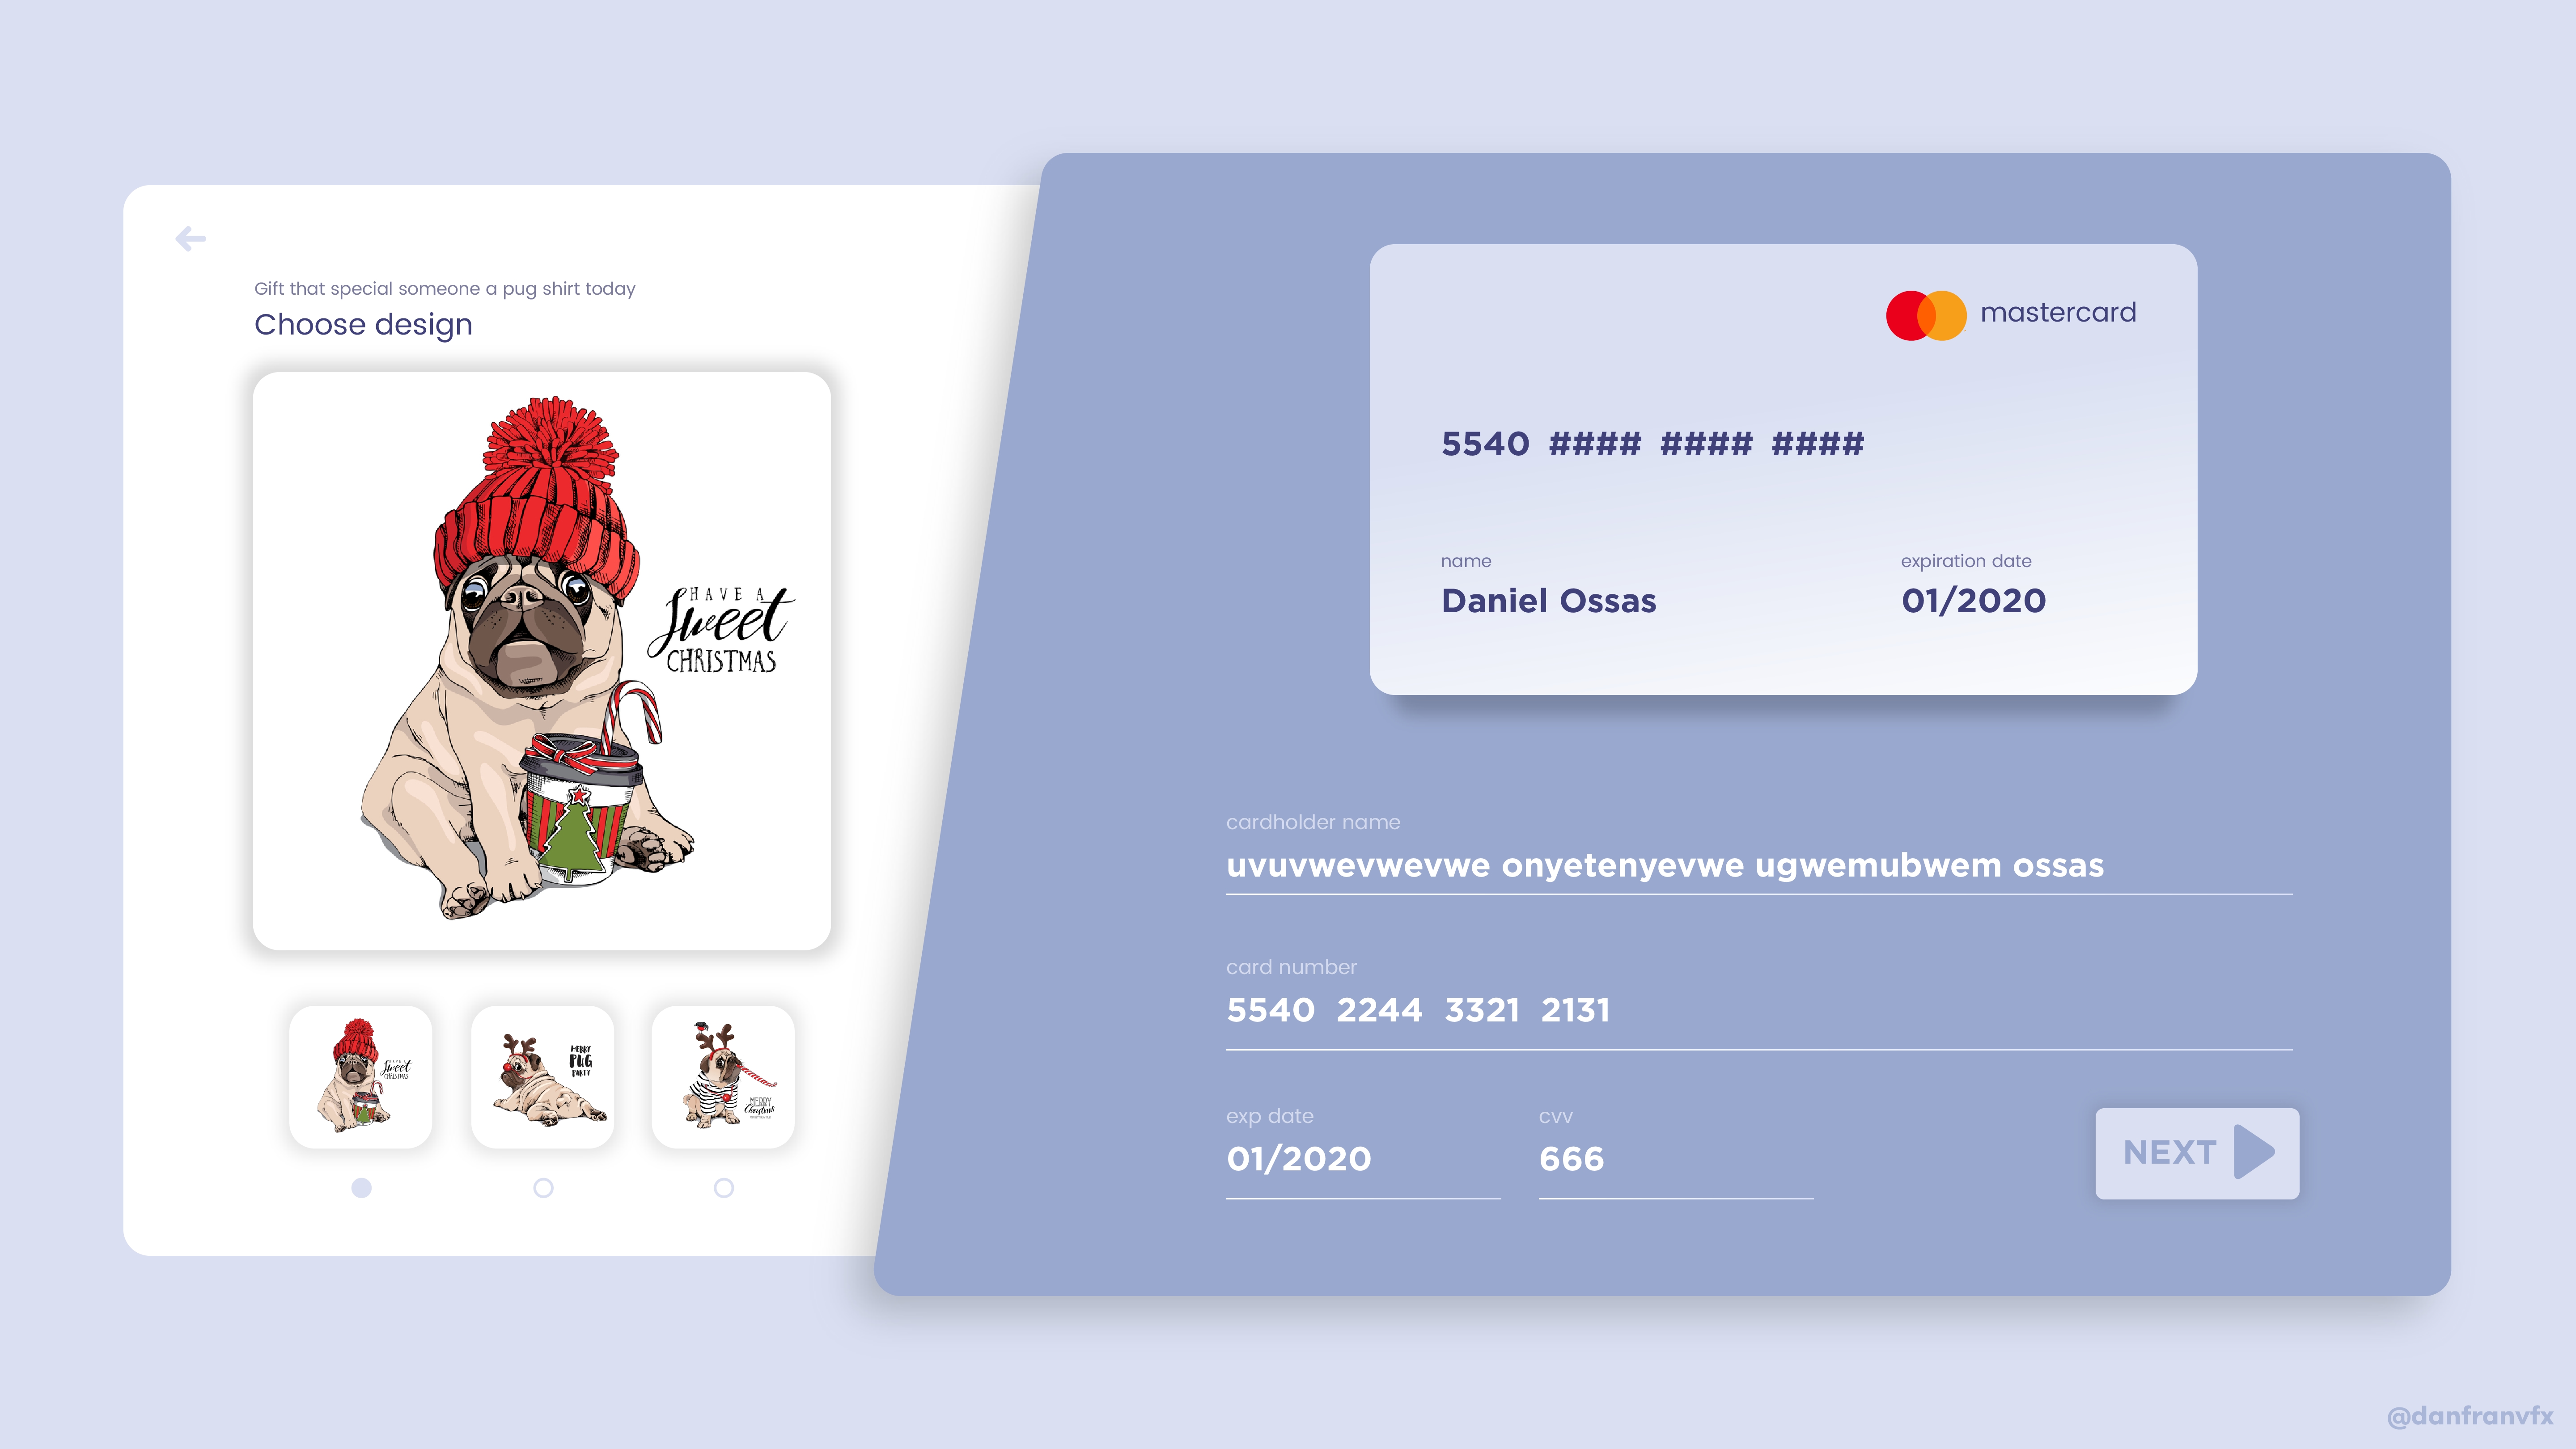 Gift that special someone a pug shirt today
Choose design
HAVE A
Sweet
CHRISTMAS
HAVE A
Sweet
CHRISTMAS
MERRY
PUG
PARTY
MERRY
Christmas
mastercard
5540 #### #### ####
name
Daniel Ossas
expiration date
01/2020
cardholder name
uvuvwevwevwe onyetenyevwe ugwemubwem ossas
card number
5540 2244 3321 2131
exp date
01/2020
cvv
666
NEXT
@danfranvfx